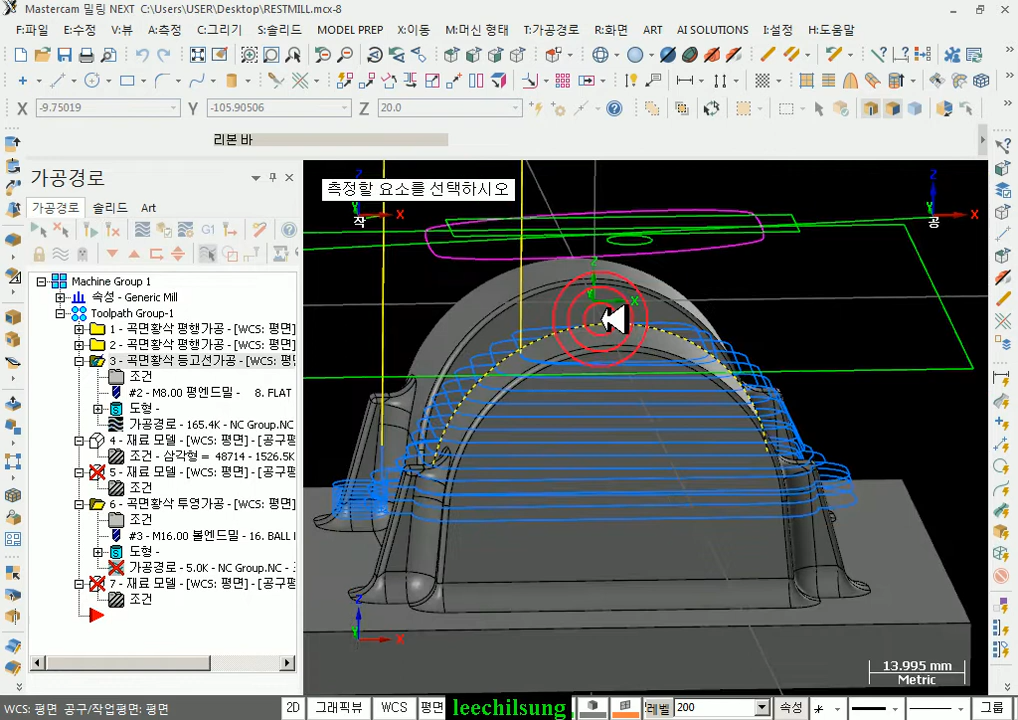 Mastercam 밀링 NEXT C:\Users\USER\Desktop\RESTMILL.mcx-8
F:파일 E:수정 V:뷰 A:측정 C:그리기 S:솔리드 MODEL PREP X:이동 M:머신 형태 T:가공경로 R:화면 ART AI SOLUTIONS I:설정 H:도움말
X -9.75019 Y -105.90506 Z 20.0
리본 바
가공경로
측정할 요소를 선택하시오
가공경로 솔리드 Art
Z
X
작
Z
X
공
G1
Machine Group 1
속성 - Generic Mill
Toolpath Group-1
1 - 곡면황삭 평행가공 - [WCS: 평면]
2 - 곡면황삭 평행가공 - [WCS: 평면]
3 - 곡면황삭 등고선가공 - [WCS: 평면
조건
#2 - M8.00 평엔드밀 - 8. FLAT
도형 -
가공경로 - 165.4K - NC Group.NC -
4 - 재료 모델 - [WCS: 평면] - [공구평
조건 - 삼각형 = 48714 - 1526.5K
5 - 재료 모델 - [WCS: 평면] - [공구평
조건
6 - 곡면황삭 투영가공 - [WCS: 평면]
조건
#3 - M16.00 볼엔드밀 - 16. BALL
도형 -
가공경로 - 5.0K - NC Group.NC -
7 - 재료 모델 - [WCS: 평면] - [공구평
조건
Z
Y
X
Z
Y
X
13.995 mm
Metric
WCS: 평면 공구/작업평면: 평면 2D 그래픽뷰 WCS 평면 leechilsung 레벨 200 속성 그룹